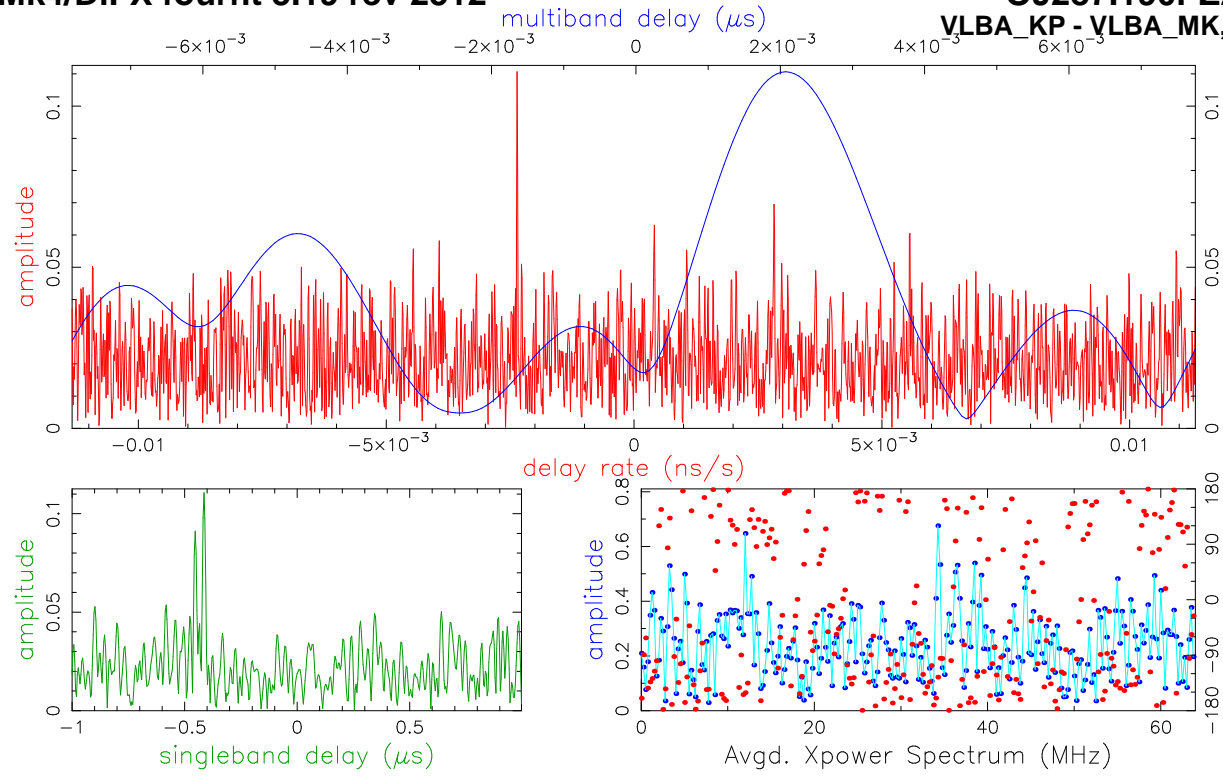 multiband delay (μs)
VLBA_KP - VLBA_MK,
−6×10⁻³ −4×10⁻³ −2×10⁻³ 0 2×10⁻³ 4×10⁻³ 6×10⁻³
amplitude
0 0.05 0.1
0 0.05 0.1
−0.01 −5×10⁻³ 0 5×10⁻³ 0.01
delay rate (ns/s)
amplitude
0 0.05 0.1
−1 −0.5 0 0.5
singleband delay (μs)
amplitude
0 0.2 0.4 0.6 0.8
−180 −90 0 90 180
0 20 40 60
Avgd. Xpower Spectrum (MHz)